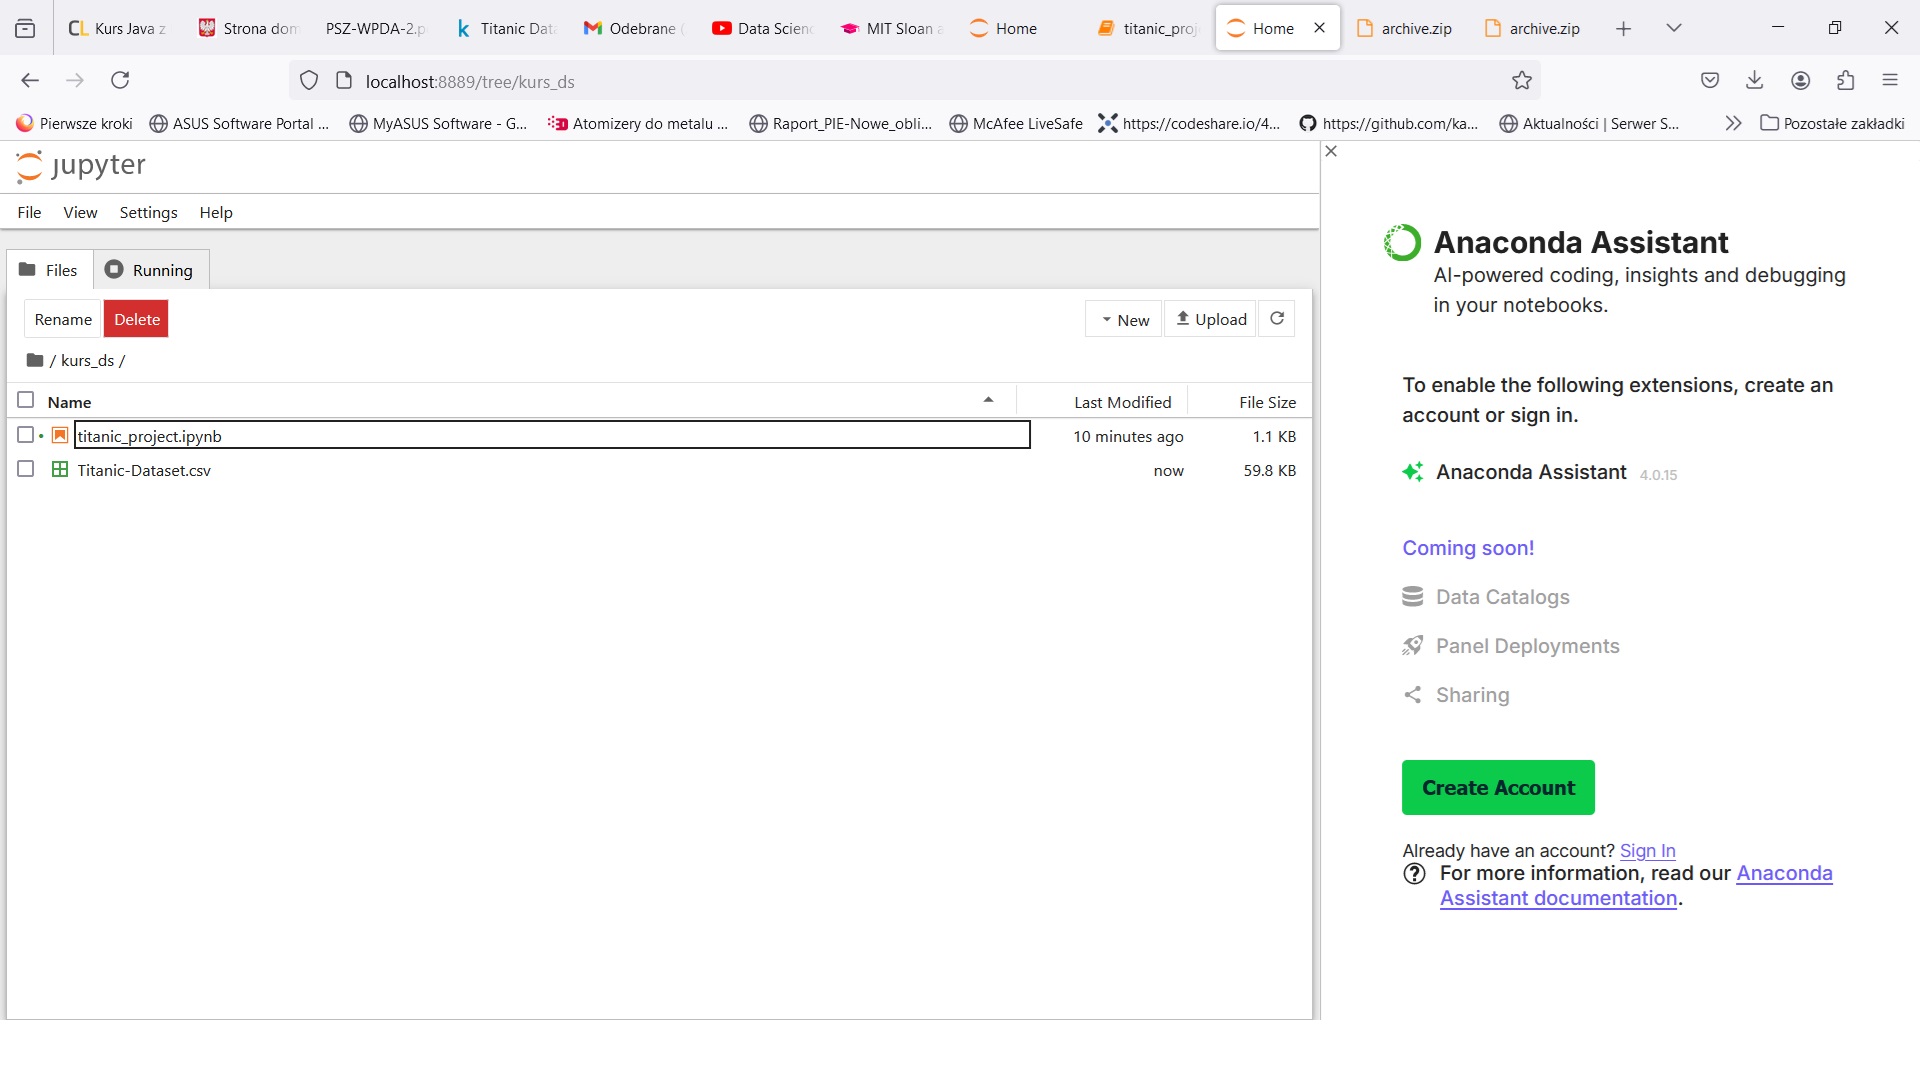 Kurs Java z
Strona dom
PSZ-WPDA-2.p
Titanic Data
Odebrane (
Data Scienc
MIT Sloan a
Home
titanic_proj
Home
archive.zip
archive.zip
localhost:8889/tree/kurs_ds
Pierwsze kroki
ASUS Software Portal ...
MyASUS Software - G...
Atomizery do metalu ...
Raport_PIE-Nowe_obli...
McAfee LiveSafe
https://codeshare.io/4...
https://github.com/ka...
Aktualności | Serwer S...
Pozostałe zakładki
jupyter
File View Settings Help
Files
Running
Rename
Delete
New
Upload
/ kurs_ds /
Name
Last Modified
File Size
titanic_project.ipynb
10 minutes ago
1.1 KB
Titanic-Dataset.csv
now
59.8 KB
Anaconda Assistant
AI-powered coding, insights and debugging
in your notebooks.
To enable the following extensions, create an
account or sign in.
Anaconda Assistant 4.0.15
Coming soon!
Data Catalogs
Panel Deployments
Sharing
Create Account
Already have an account? Sign In
For more information, read our Anaconda
Assistant documentation.